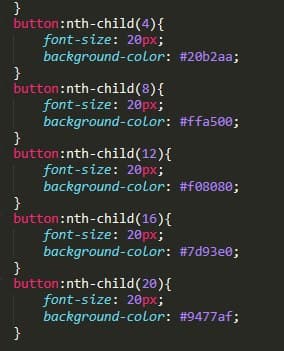 }
button:nth-child(4){
    font-size: 20px;
    background-color: #20b2aa;
}
button:nth-child(8){
    font-size: 20px;
    background-color: #ffa500;
}
button:nth-child(12){
    font-size: 20px;
    background-color: #f08080;
}
button:nth-child(16){
    font-size: 20px;
    background-color: #7d93e0;
}
button:nth-child(20){
    font-size: 20px;
    background-color: #9477af;
}